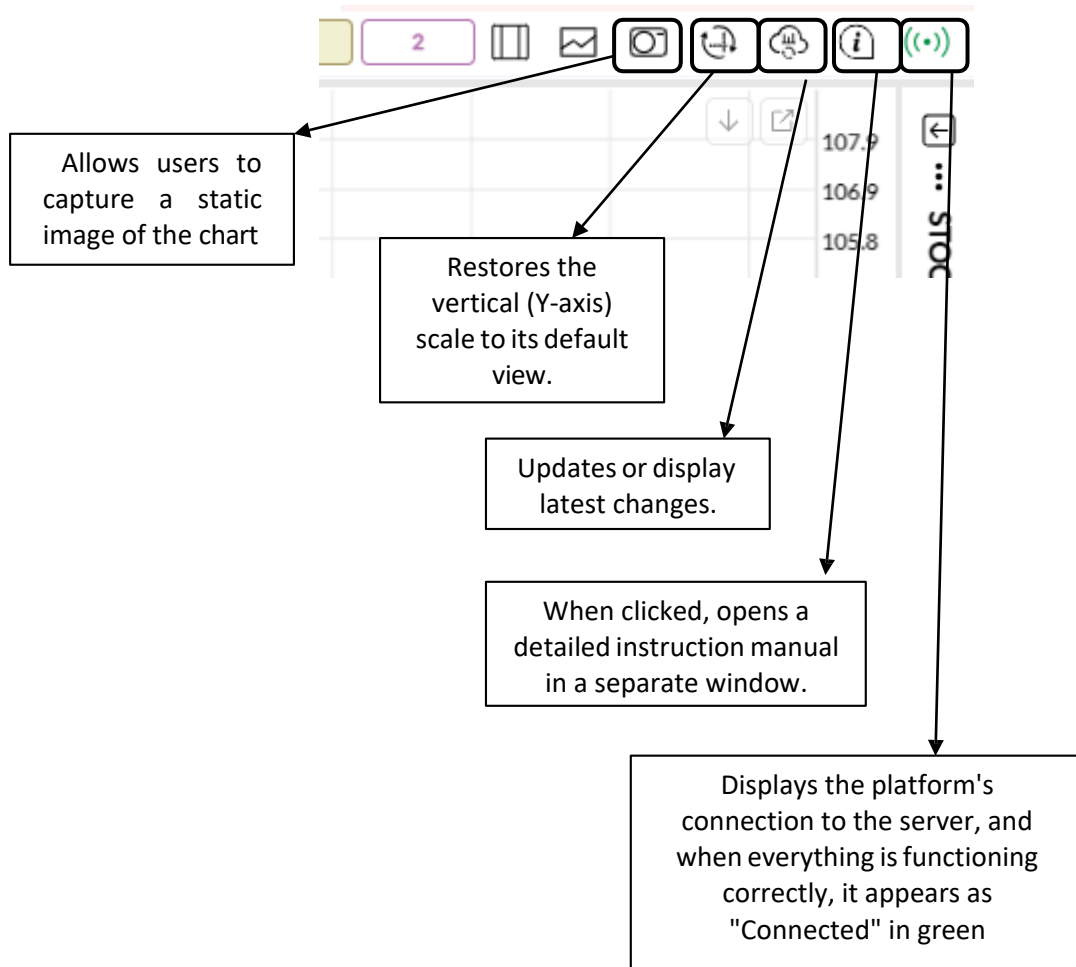 2
i
107.9
106.9
105.8
STOC
Allows users to
capture a static
image of the chart
Restores the
vertical (Y-axis)
scale to its default
view.
Updates or display
latest changes.
When clicked, opens a
detailed instruction manual
in a separate window.
Displays the platform's
connection to the server, and
when everything is functioning
correctly, it appears as
"Connected" in green